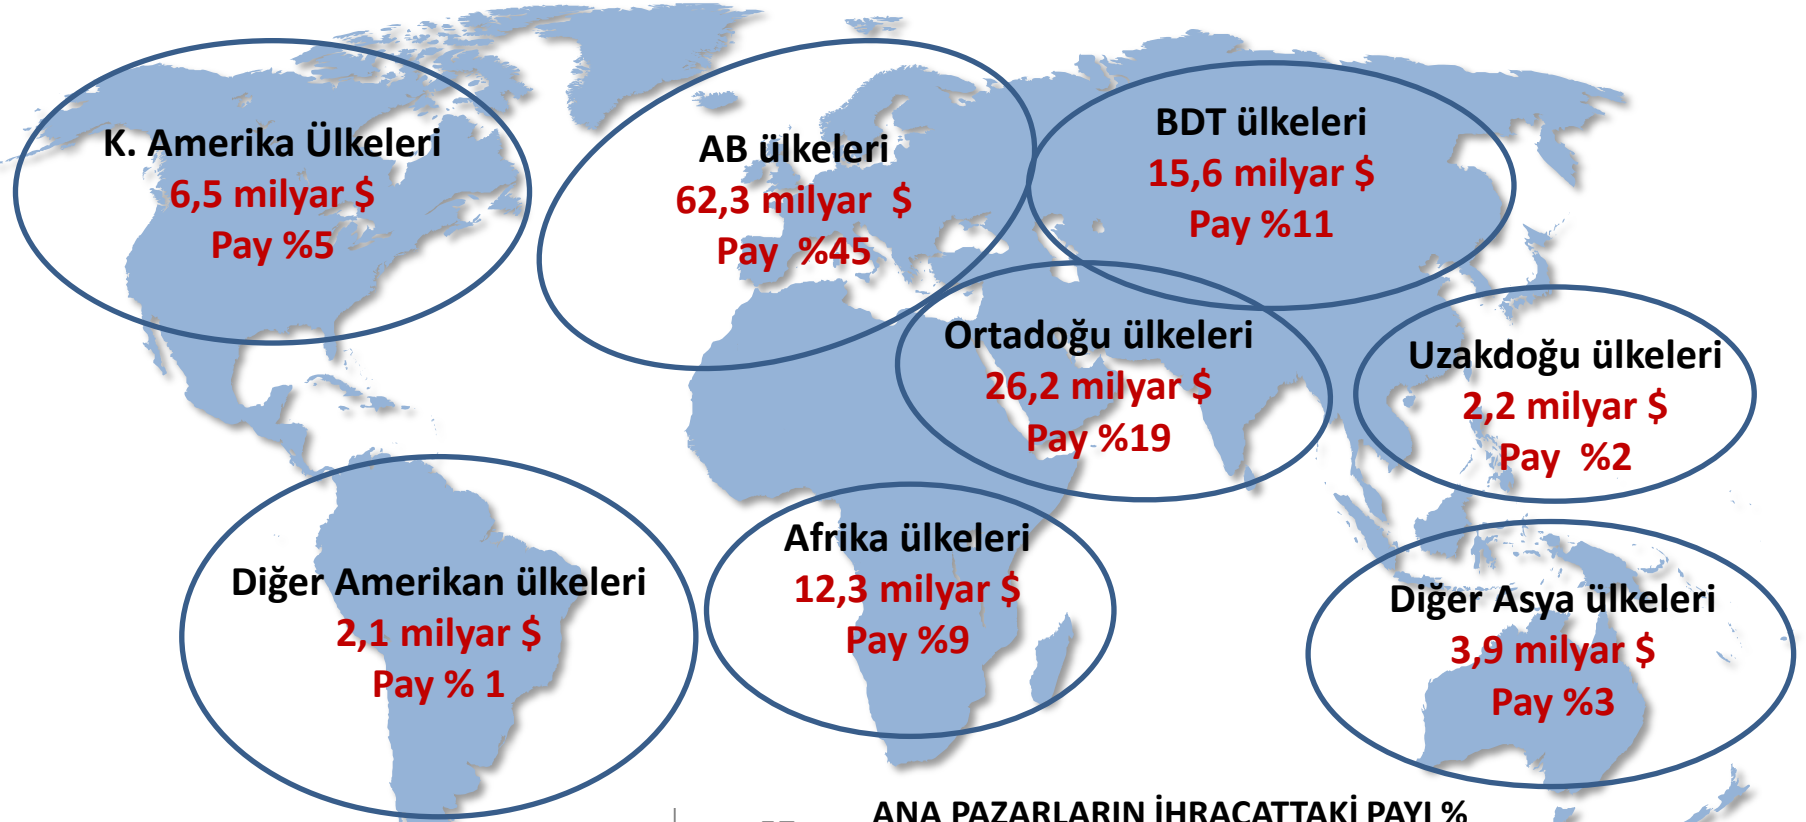 K. Amerika Ülkeleri
6,5 milyar $
Pay %5
AB ülkeleri
62,3 milyar $
Pay %45
BDT ülkeleri
15,6 milyar $
Pay %11
Ortadoğu ülkeleri
26,2 milyar $
Pay %19
Uzakdoğu ülkeleri
2,2 milyar $
Pay %2
Diğer Amerikan ülkeleri
2,1 milyar $
Pay % 1
Afrika ülkeleri
12,3 milyar $
Pay %9
Diğer Asya ülkeleri
3,9 milyar $
Pay %3
ANA PAZARLARIN İHRACATTAKİ PAYI %